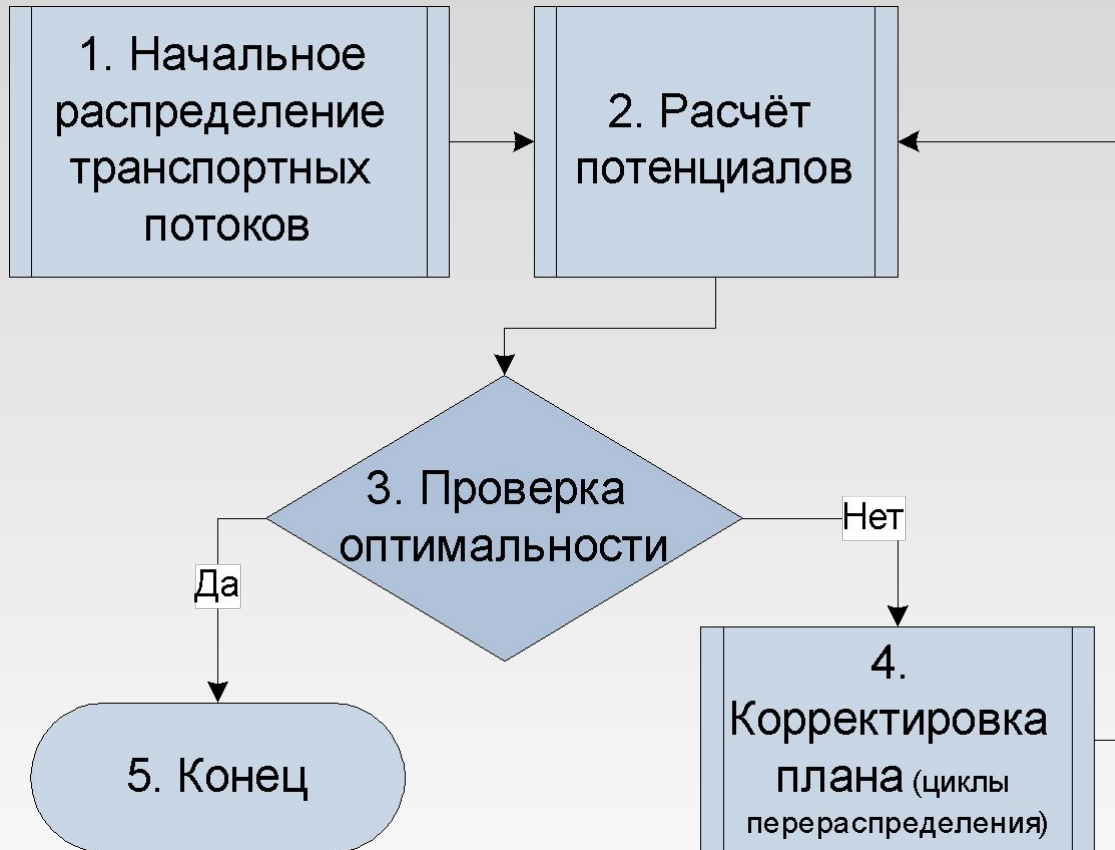 1. Начальное
распределение
транспортных
потоков
2. Расчёт
потенциалов
3. Проверка
оптимальности
Да
Нет
4.
Корректировка
плана (циклы
перераспределения)
5. Конец